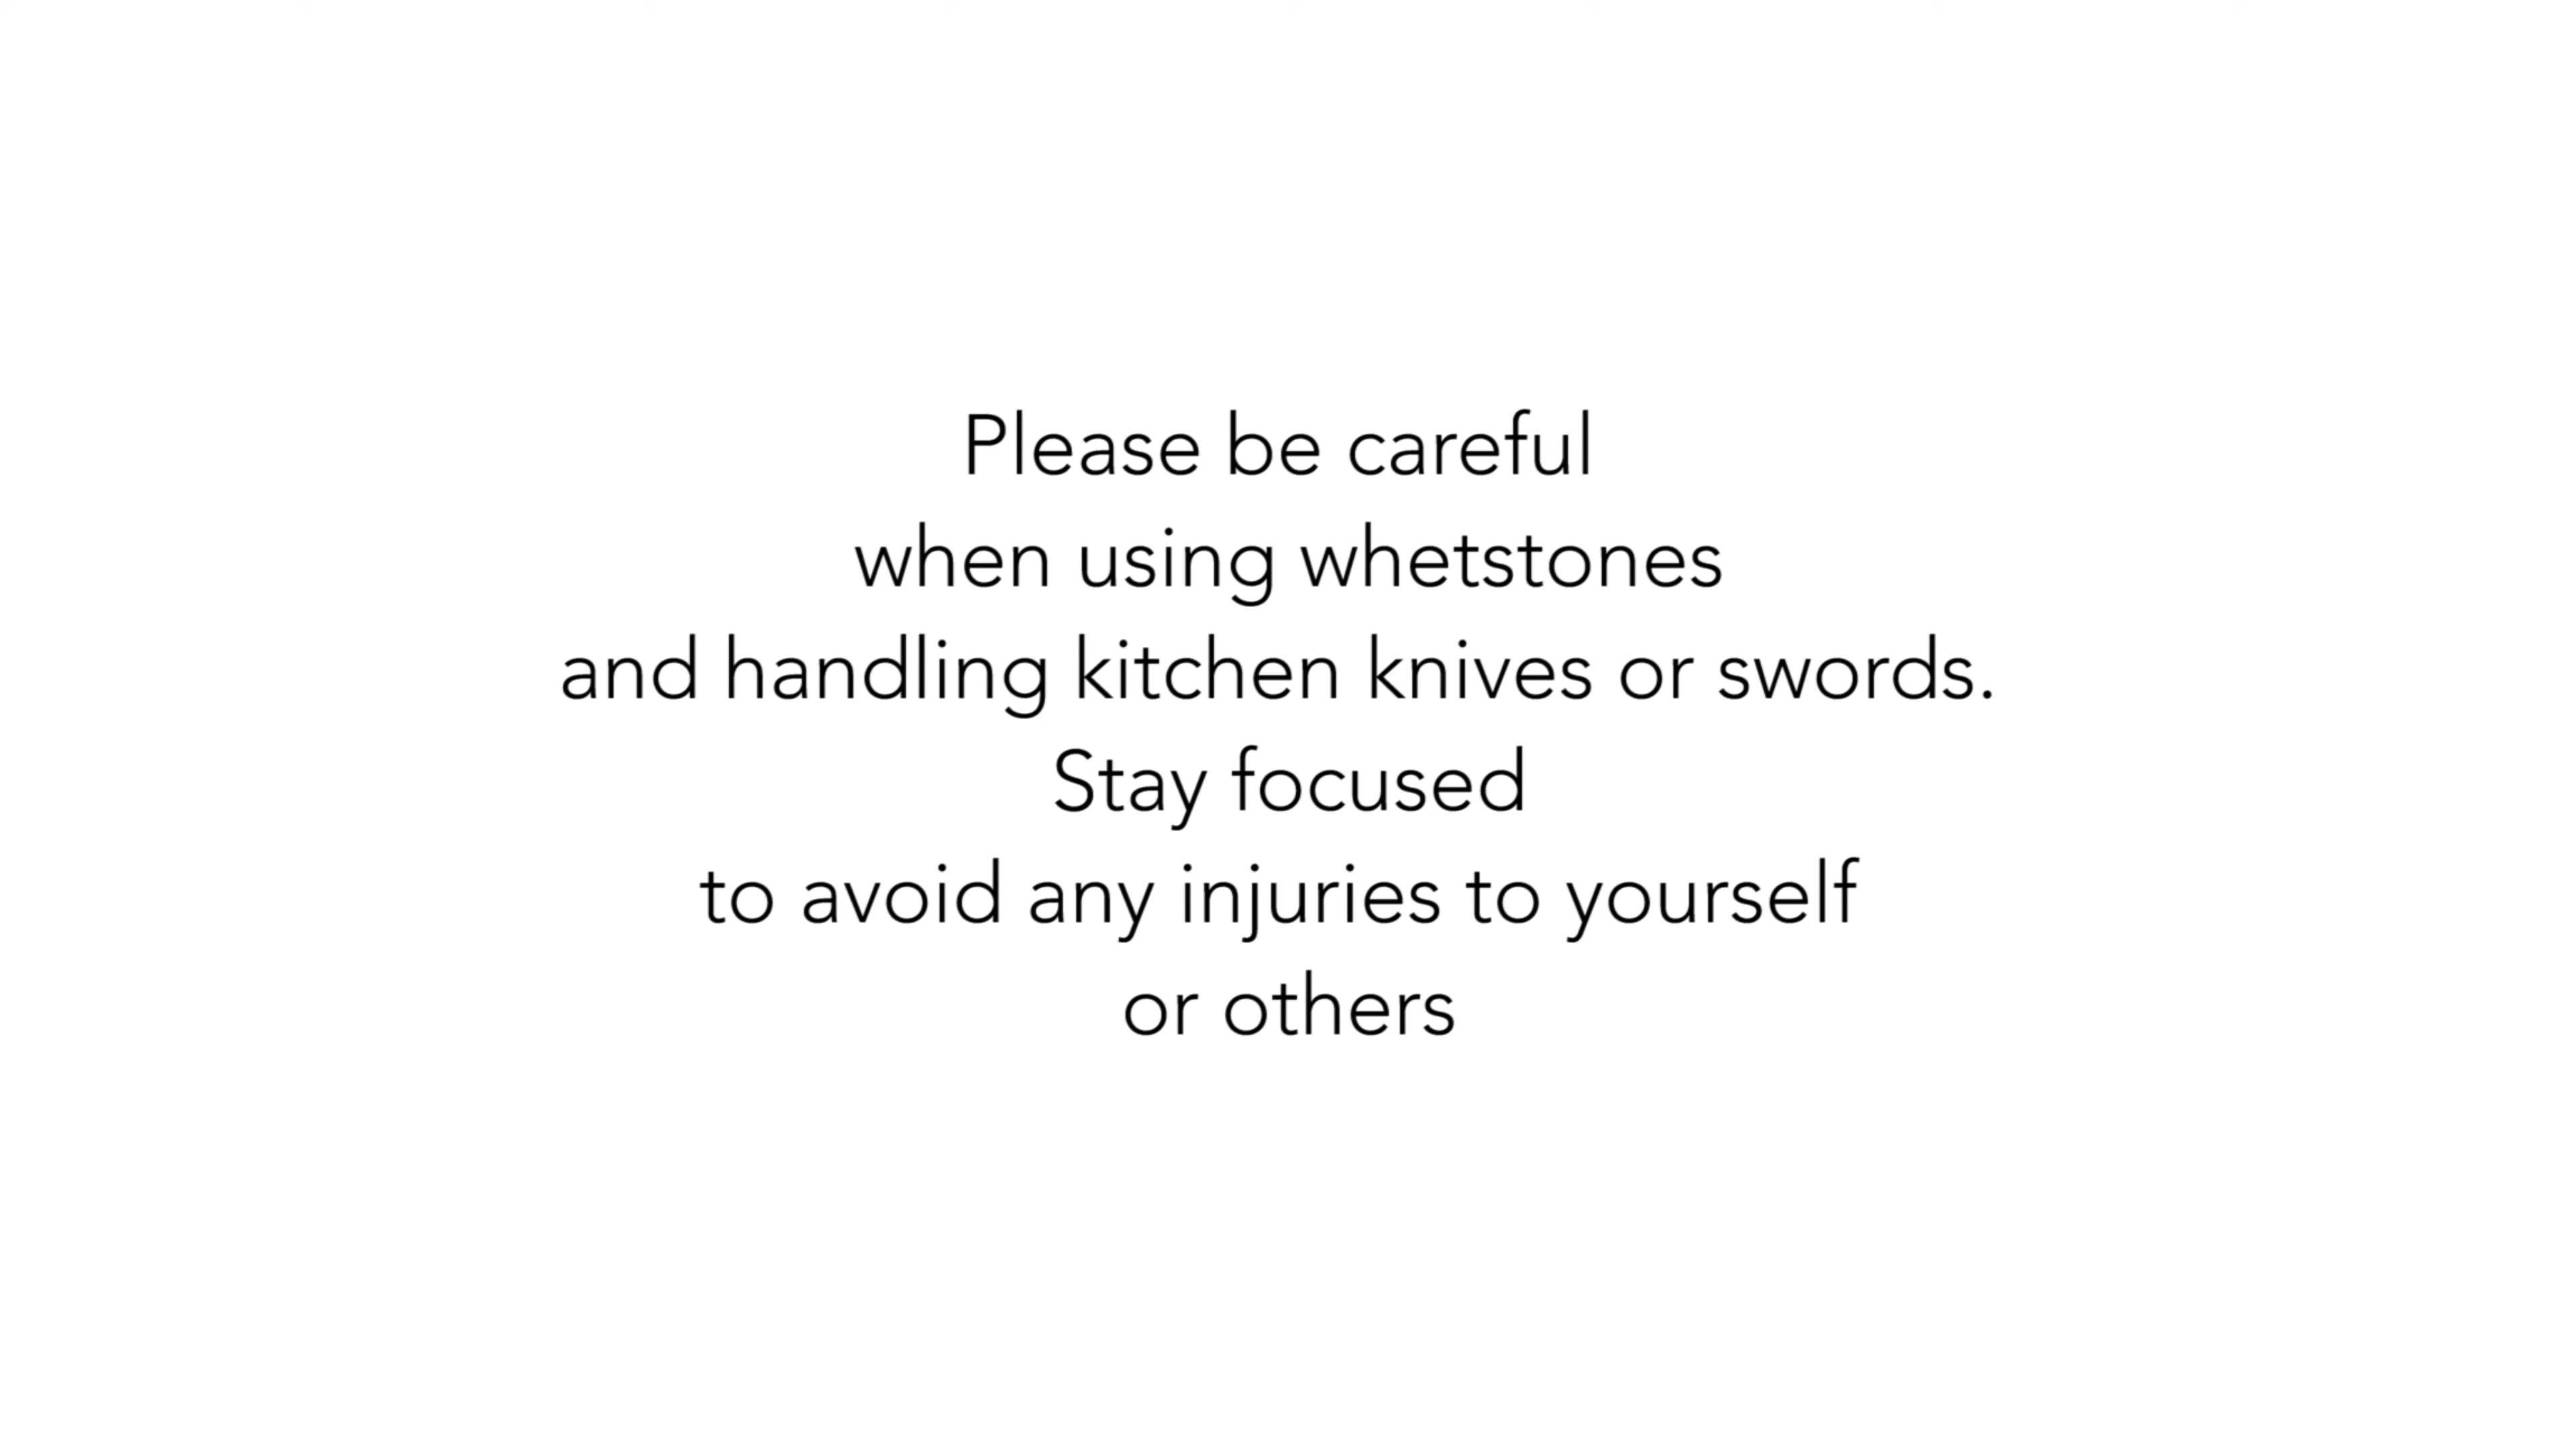 Please be careful
when using whetstones
and handling kitchen knives or swords.
Stay focused
to avoid any injuries to yourself
or others